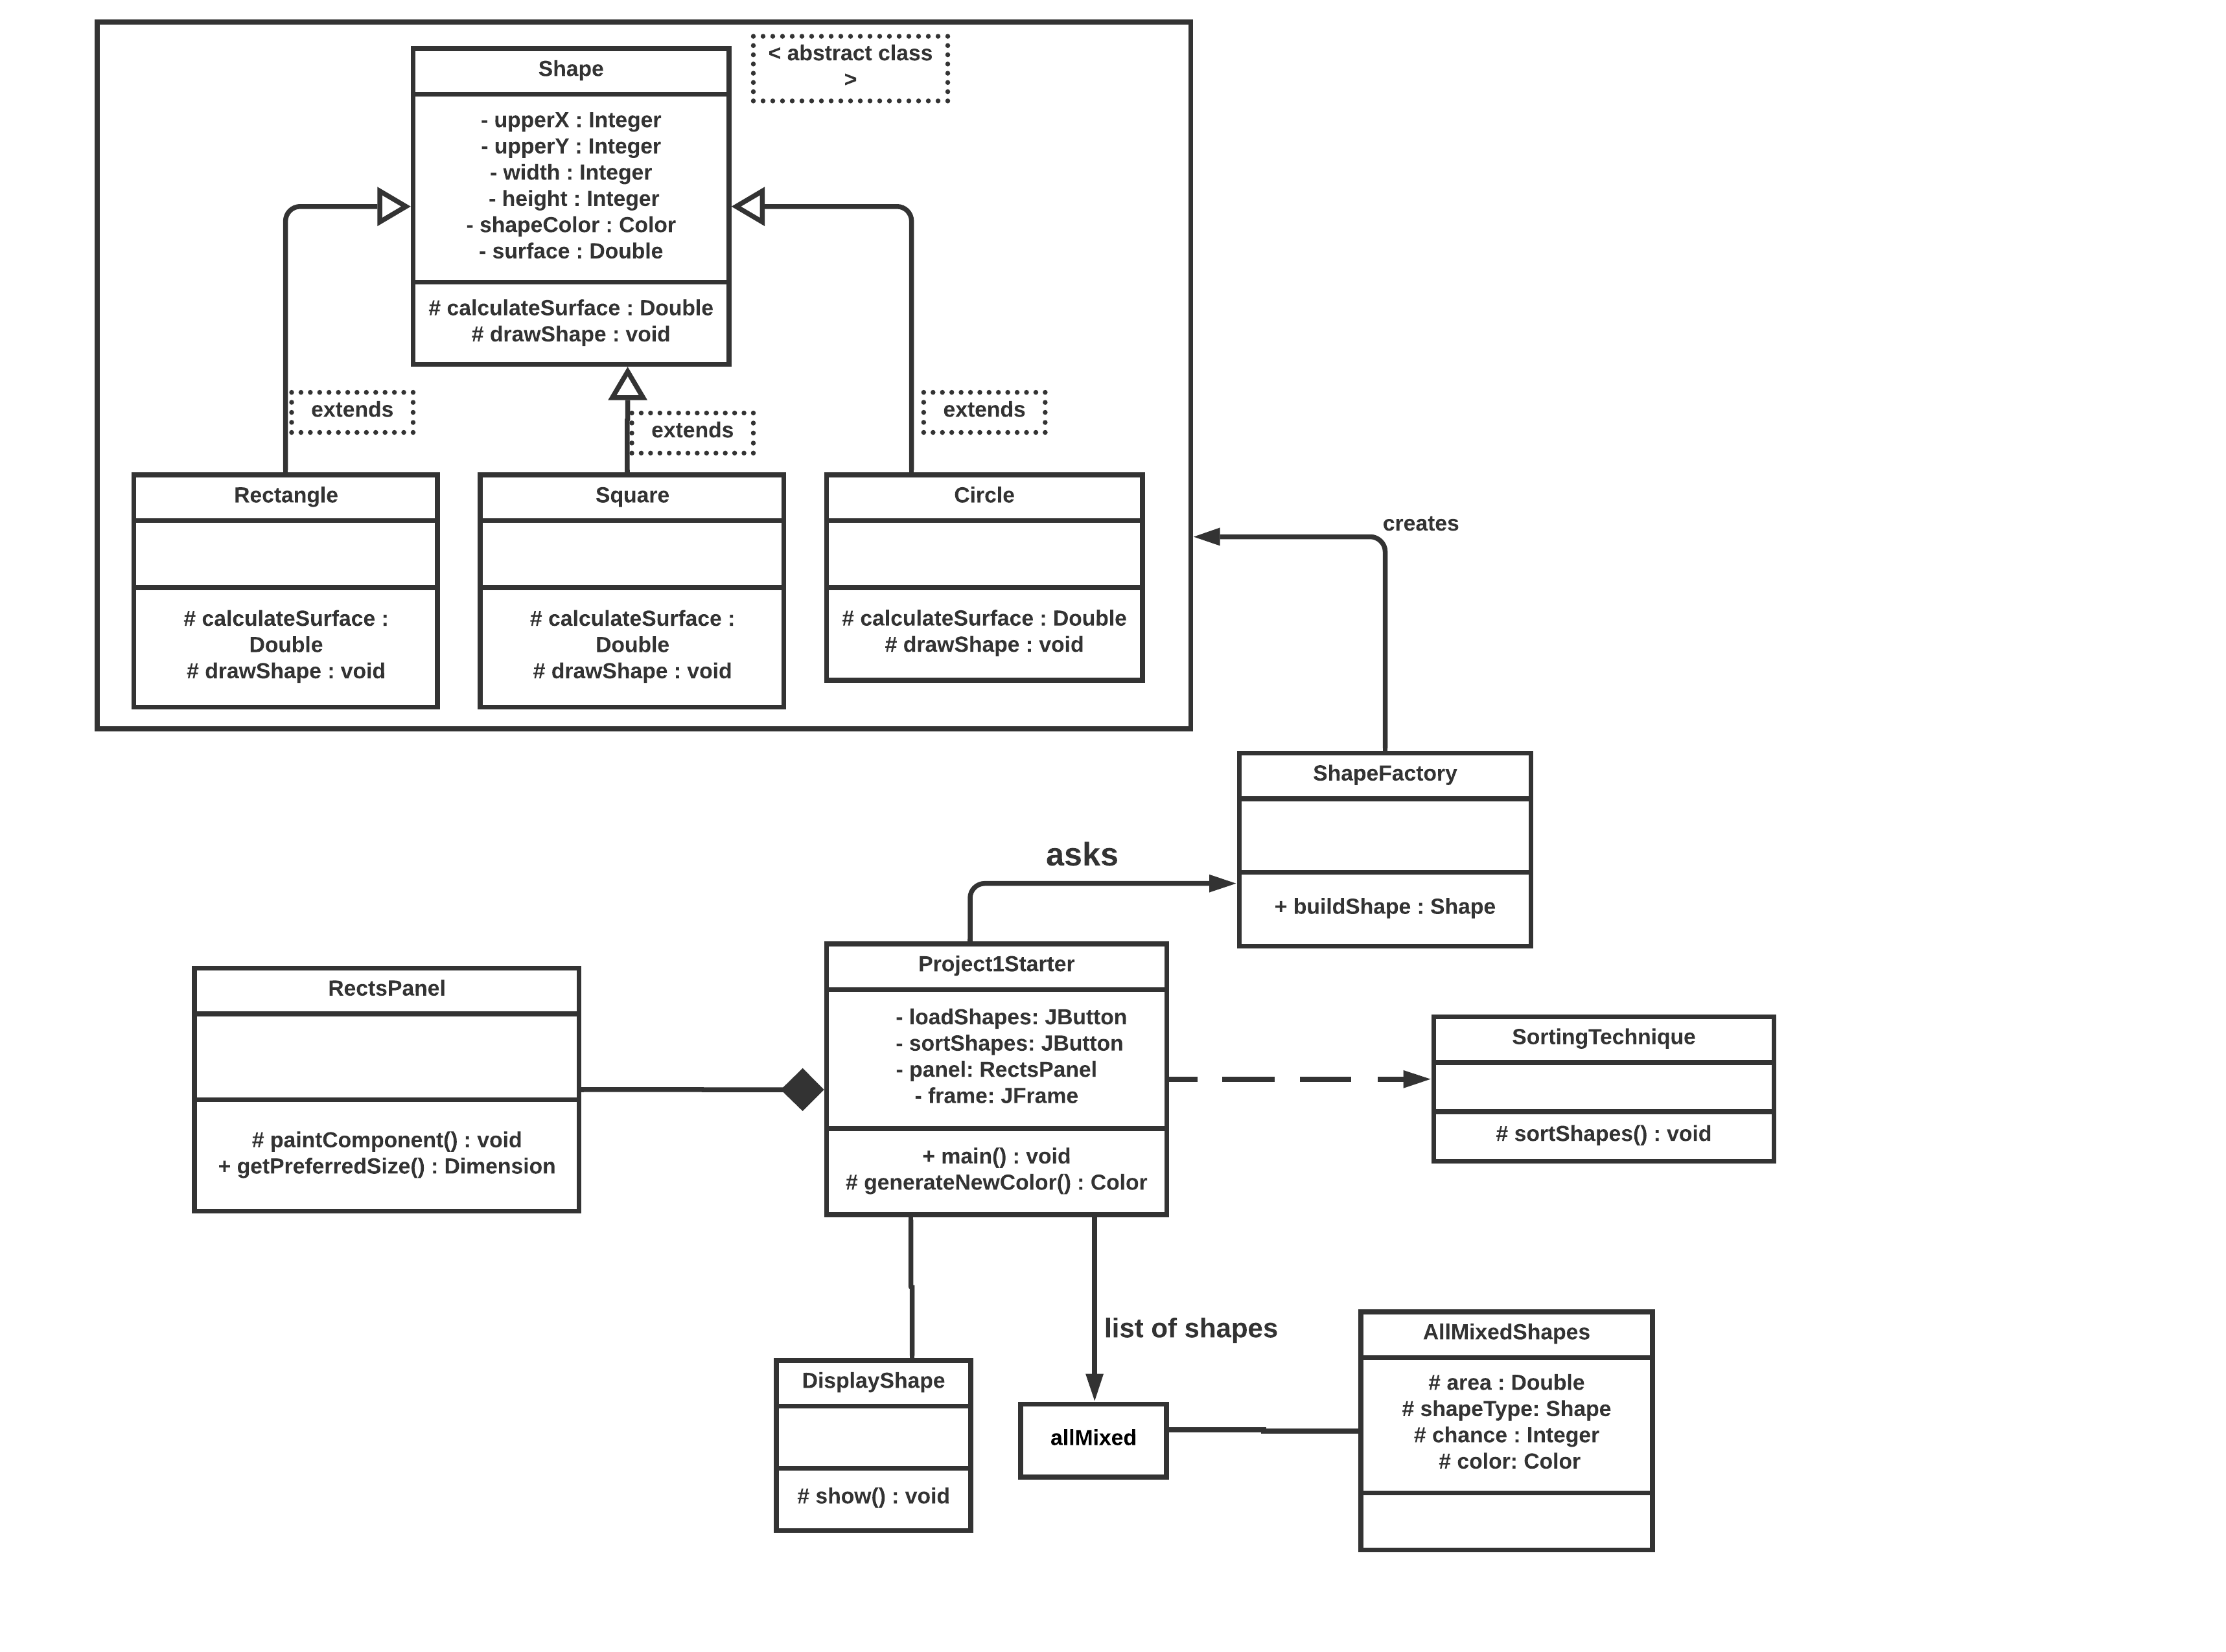 Shape
< abstract class
>
- upperX : Integer
- upperY : Integer
- width : Integer
- height : Integer
- shapeColor : Color
- surface : Double
# calculateSurface : Double
# drawShape : void
extends
extends
extends
Rectangle
# calculateSurface :
Double
# drawShape : void
Square
# calculateSurface :
Double
# drawShape : void
Circle
# calculateSurface : Double
# drawShape : void
creates
ShapeFactory
+ buildShape : Shape
asks
RectsPanel
# paintComponent() : void
+ getPreferredSize() : Dimension
Project1Starter
- loadShapes: JButton
- sortShapes: JButton
- panel: RectsPanel
- frame: JFrame
+ main() : void
# generateNewColor() : Color
SortingTechnique
# sortShapes() : void
list of shapes
DisplayShape
# show() : void
allMixed
AllMixedShapes
# area : Double
# shapeType: Shape
# chance : Integer
# color: Color